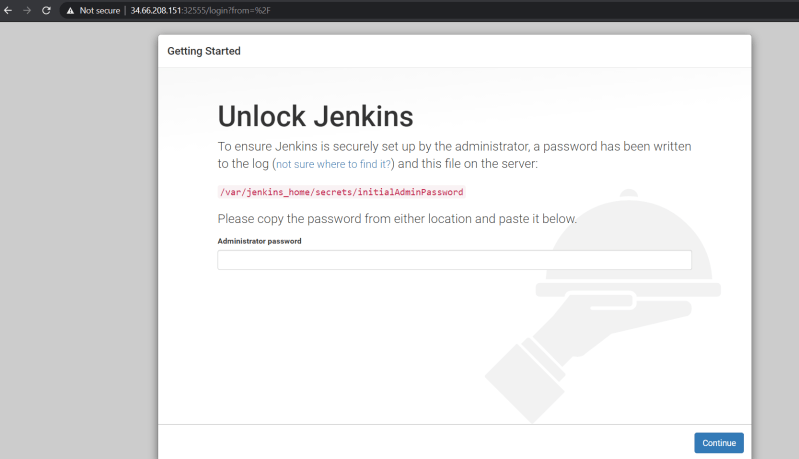 Not secure | 34.66.208.151:32555/login?from=%2F
Getting Started
Unlock Jenkins
To ensure Jenkins is securely set up by the administrator, a password has been written
to the log (not sure where to find it?) and this file on the server:
/var/jenkins_home/secrets/initialAdminPassword
Please copy the password from either location and paste it below.
Administrator password
Continue